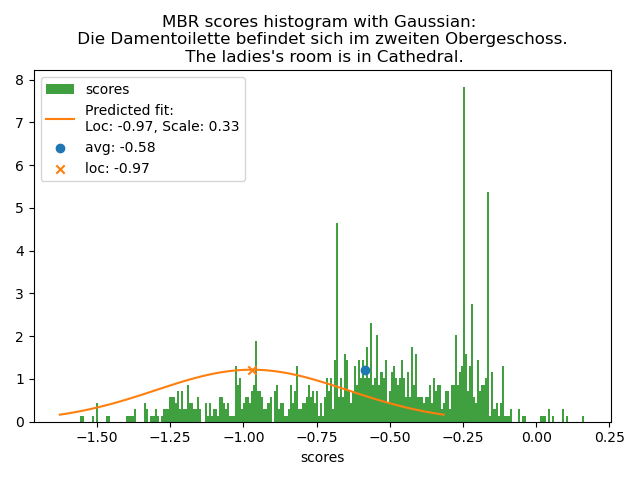 MBR scores histogram with Gaussian:
Die Damentoilette befindet sich im zweiten Obergeschoss.
The ladies's room is in Cathedral.
scores
Predicted fit:
Loc: -0.97, Scale: 0.33
avg: -0.58
loc: -0.97
8
7
6
5
4
3
2
1
0
−1.50 −1.25 −1.00 −0.75 −0.50 −0.25 0.00 0.25
scores